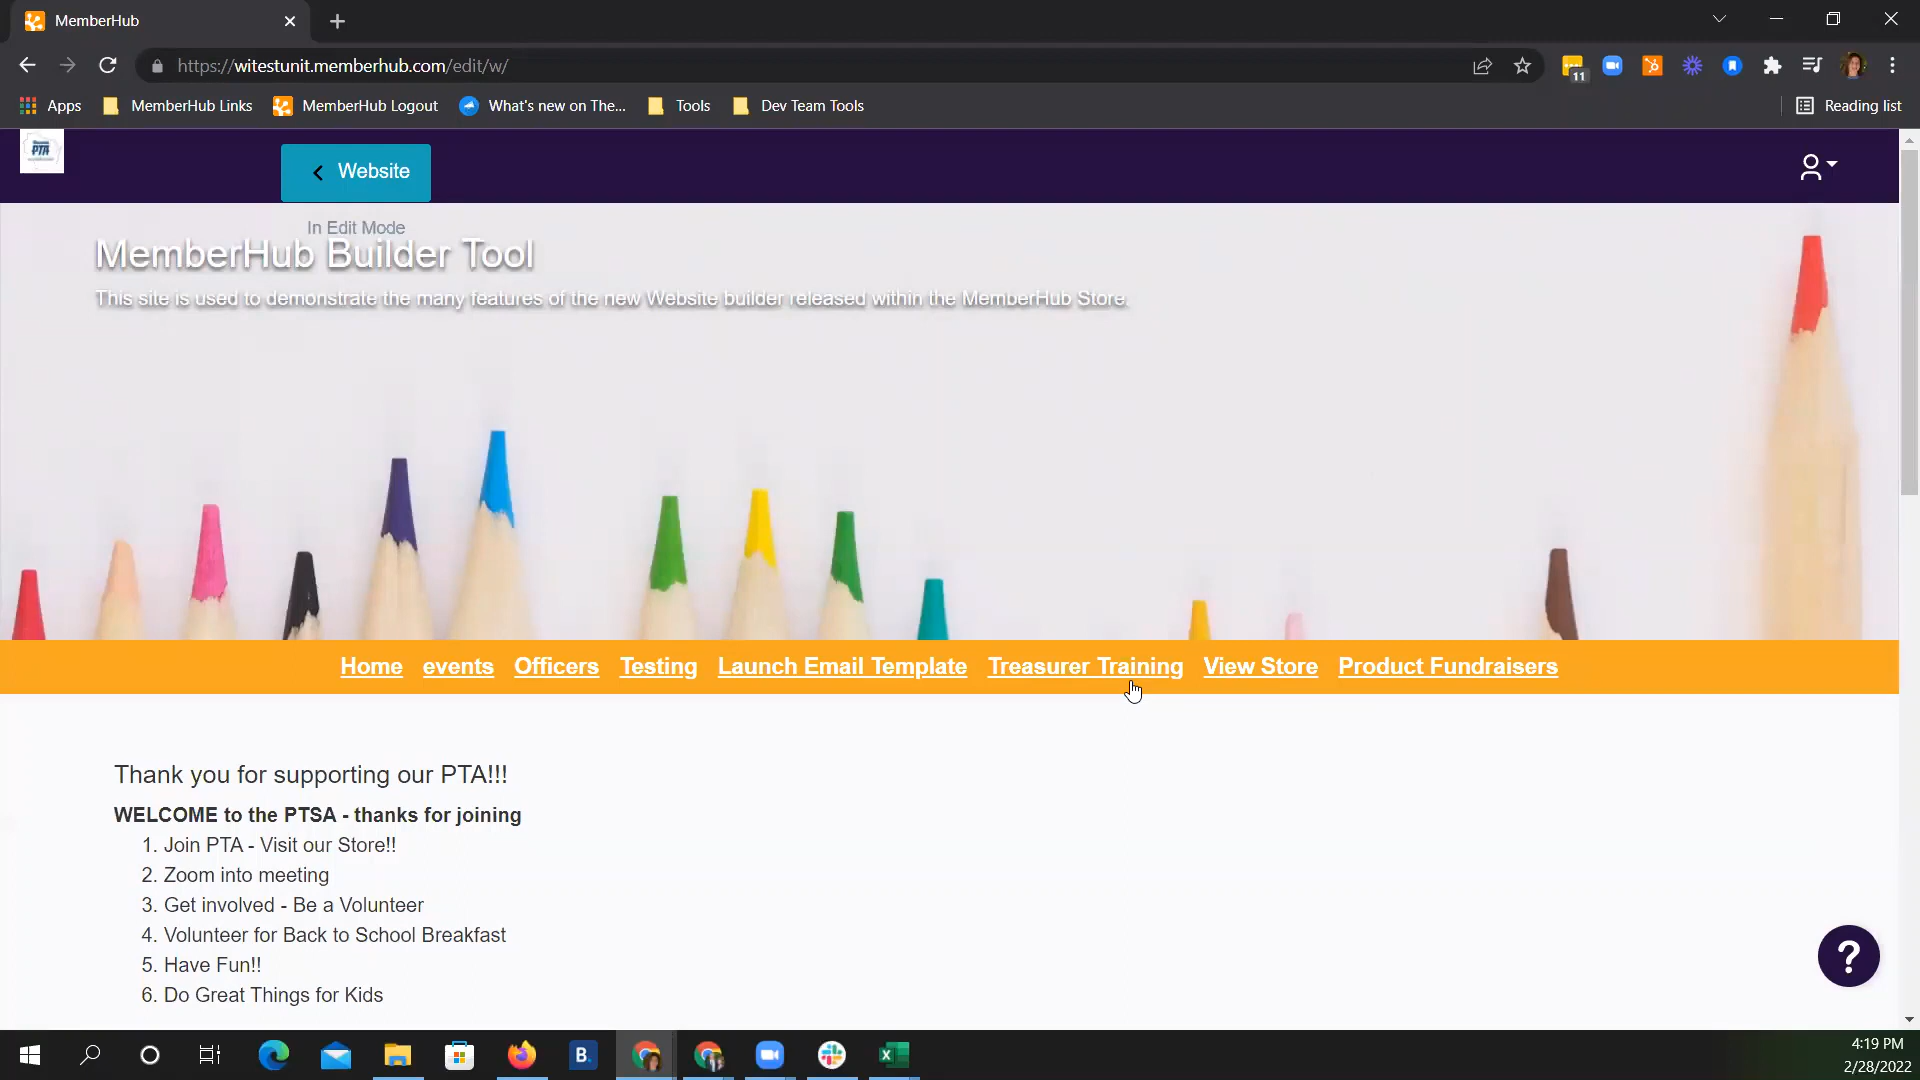 MemberHub
https://witestunit.memberhub.com/edit/w/
11
Apps MemberHub Links MemberHub Logout What's new on The... Tools Dev Team Tools Reading list
PTA
Website
In Edit Mode
MemberHub Builder Tool
This site is used to demonstrate the many features of the new Website builder released within the MemberHub Store.
Home events Officers Testing Launch Email Template Treasurer Training View Store Product Fundraisers
Thank you for supporting our PTA!!!
WELCOME to the PTSA - thanks for joining
1. Join PTA - Visit our Store!!
2. Zoom into meeting
3. Get involved - Be a Volunteer
4. Volunteer for Back to School Breakfast
5. Have Fun!!
6. Do Great Things for Kids
?
B.
4:19 PM
2/28/2022